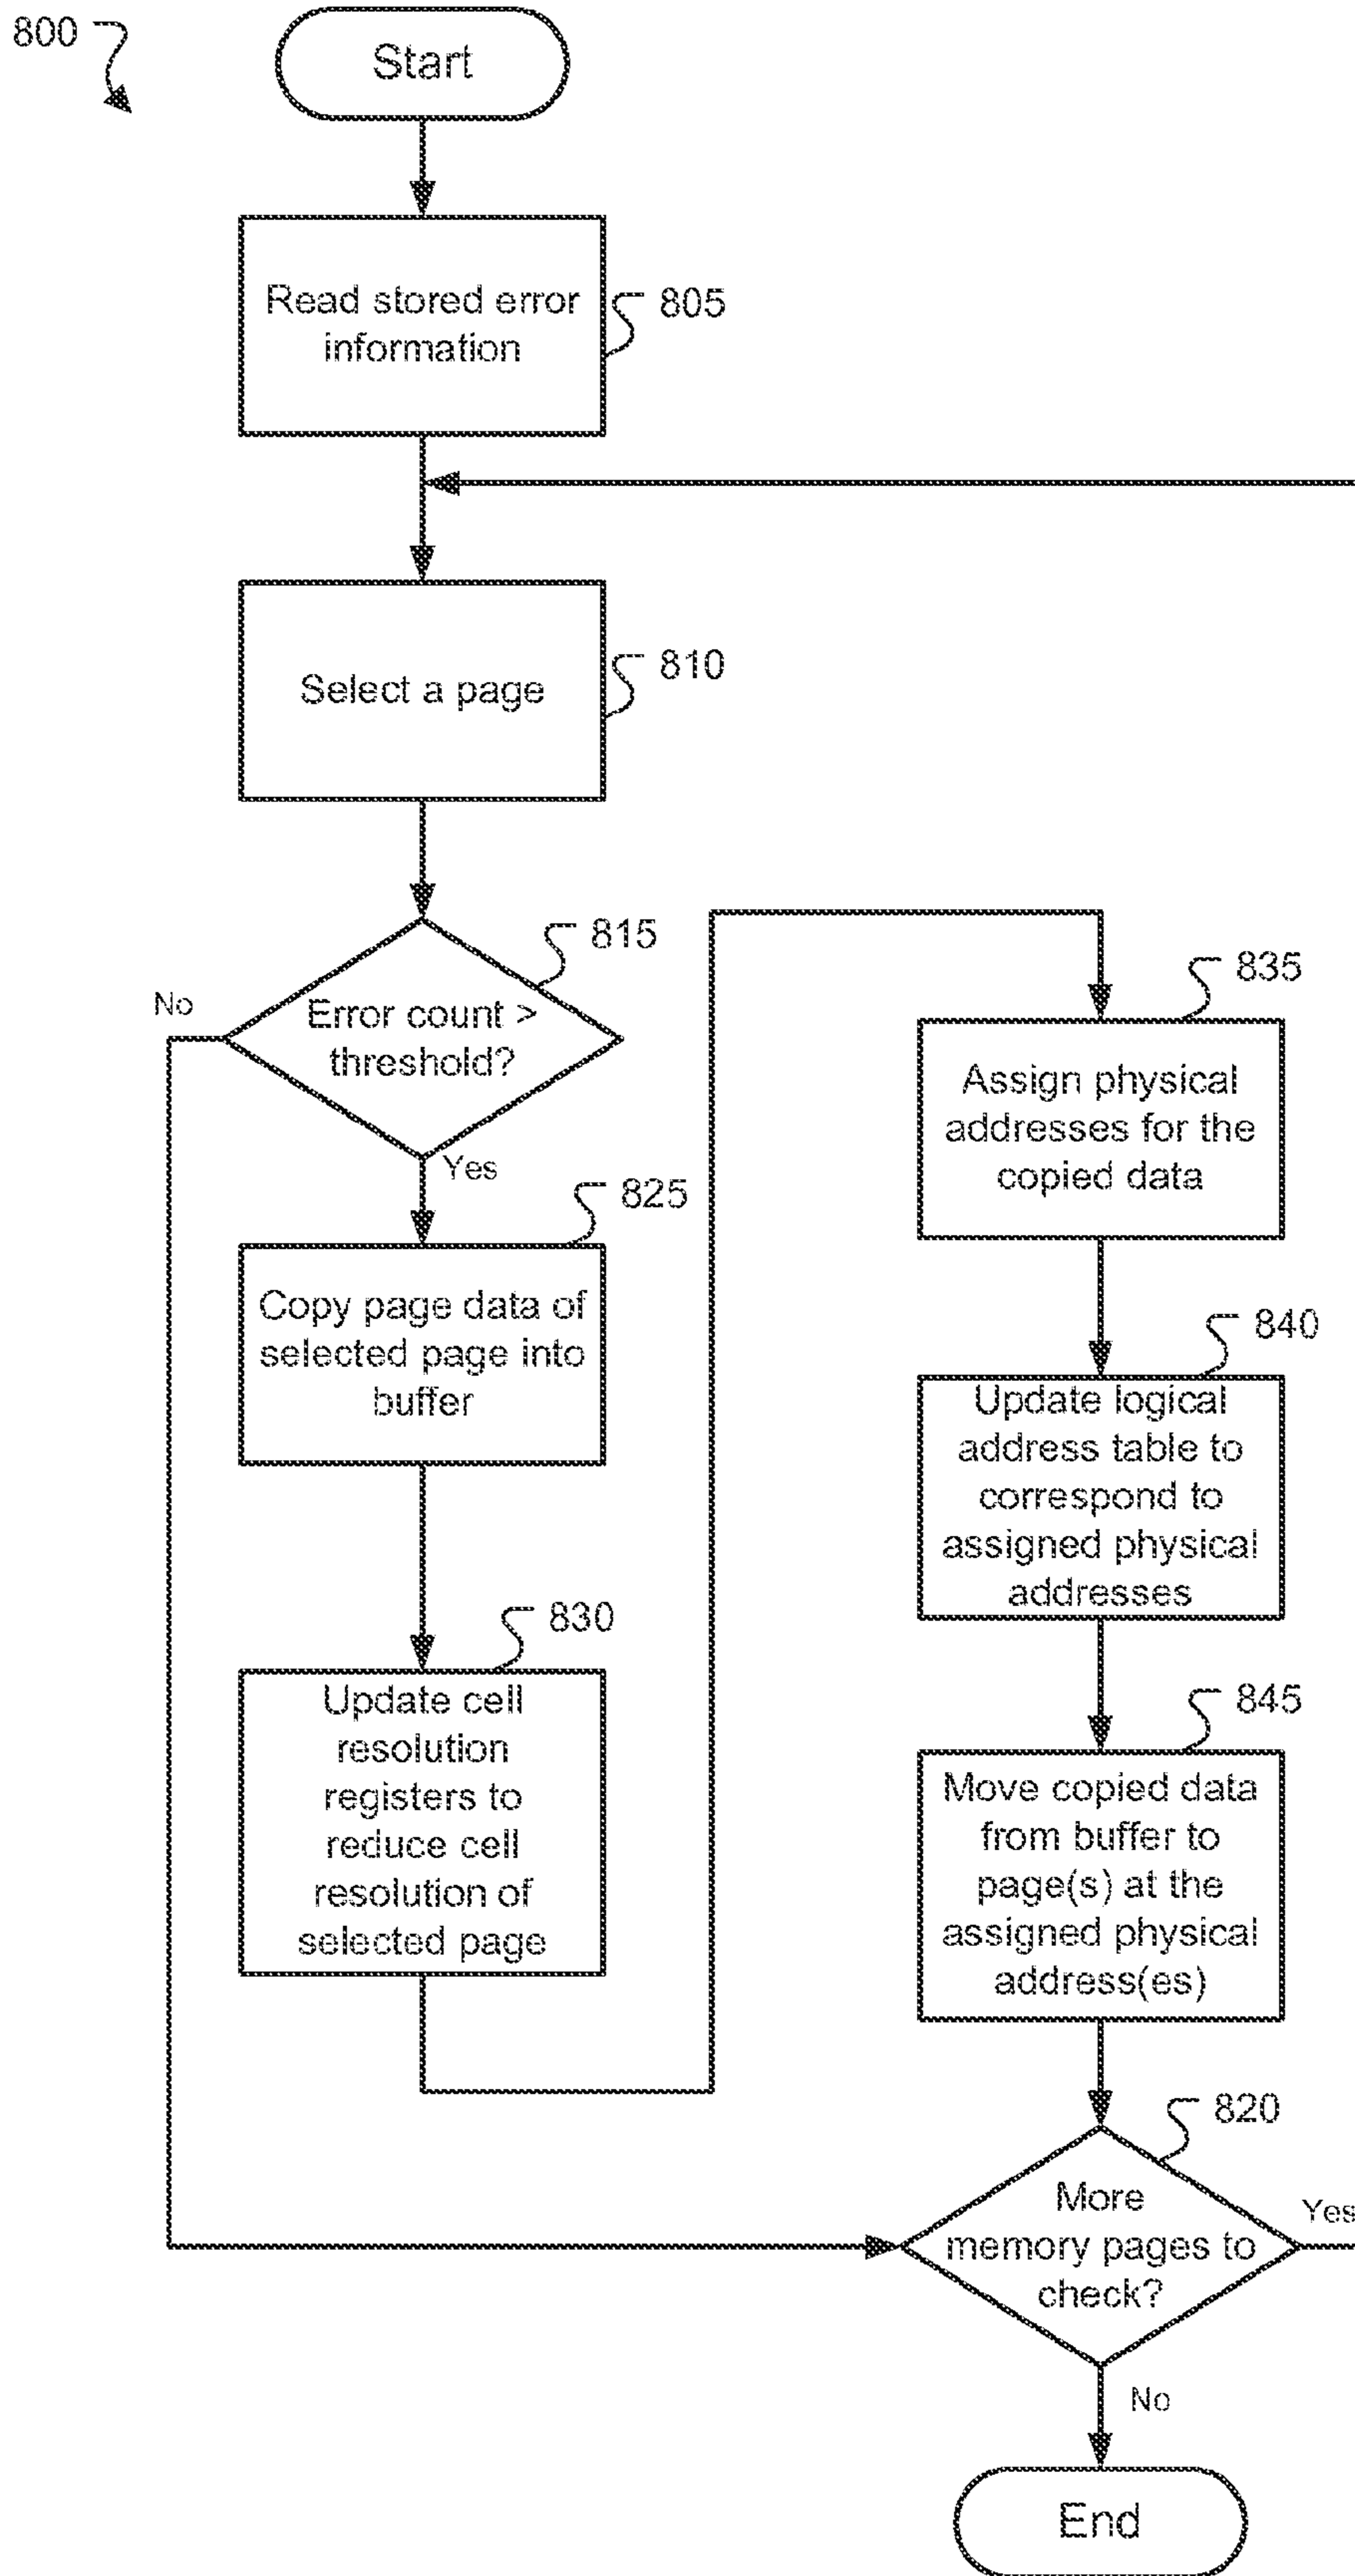 800
Start
Read stored error
information
805
Select a page
810
815
Error count >
threshold?
No
Yes
825
Copy page data of
selected page into
buffer
830
Update cell
resolution
registers to
reduce cell
resolution of
selected page
835
Assign physical
addresses for the
copied data
840
Update logical
address table to
correspond to
assigned physical
addresses
845
Move copied data
from buffer to
page(s) at the
assigned physical
address(es)
820
More
memory pages to
check?
Yes
No
End